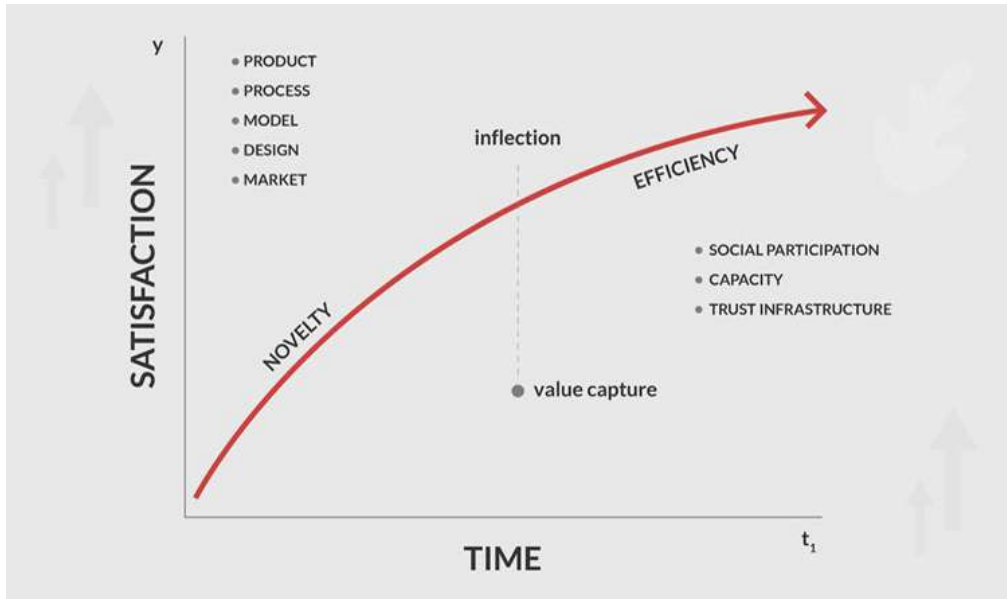 y
PRODUCT
PROCESS
MODEL
DESIGN
MARKET
inflection
EFFICIENCY
SATISFACTION
SOCIAL PARTICIPATION
CAPACITY
TRUST INFRASTRUCTURE
NOVELTY
value capture
t₁
TIME